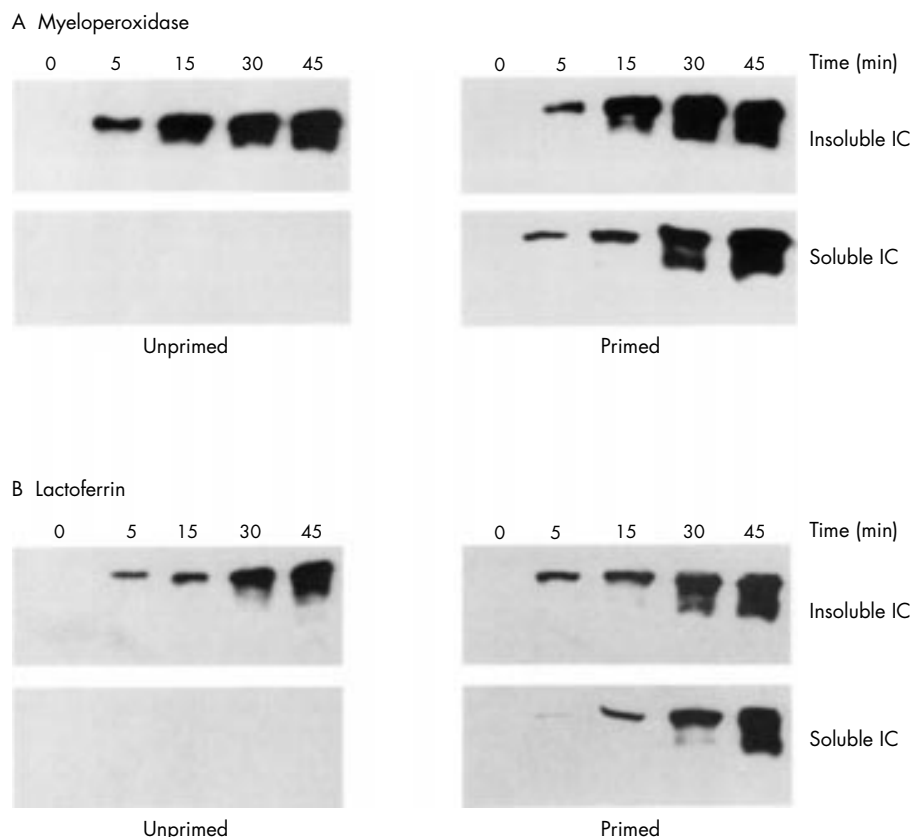 A Myeloperoxidase
0 5 15 30 45 0 5 15 30 45 Time (min)
Insoluble IC
Soluble IC
Unprimed Primed
B Lactoferrin
0 5 15 30 45 0 5 15 30 45 Time (min)
Insoluble IC
Soluble IC
Unprimed Primed